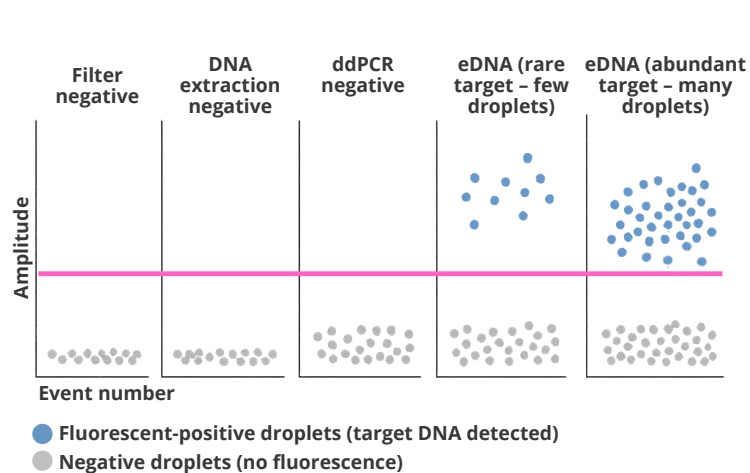 Filter
negative
DNA
extraction
negative
ddPCR
negative
eDNA (rare
target – few
droplets)
eDNA (abundant
target – many
droplets)
Amplitude
Event number
Fluorescent-positive droplets (target DNA detected)
Negative droplets (no fluorescence)